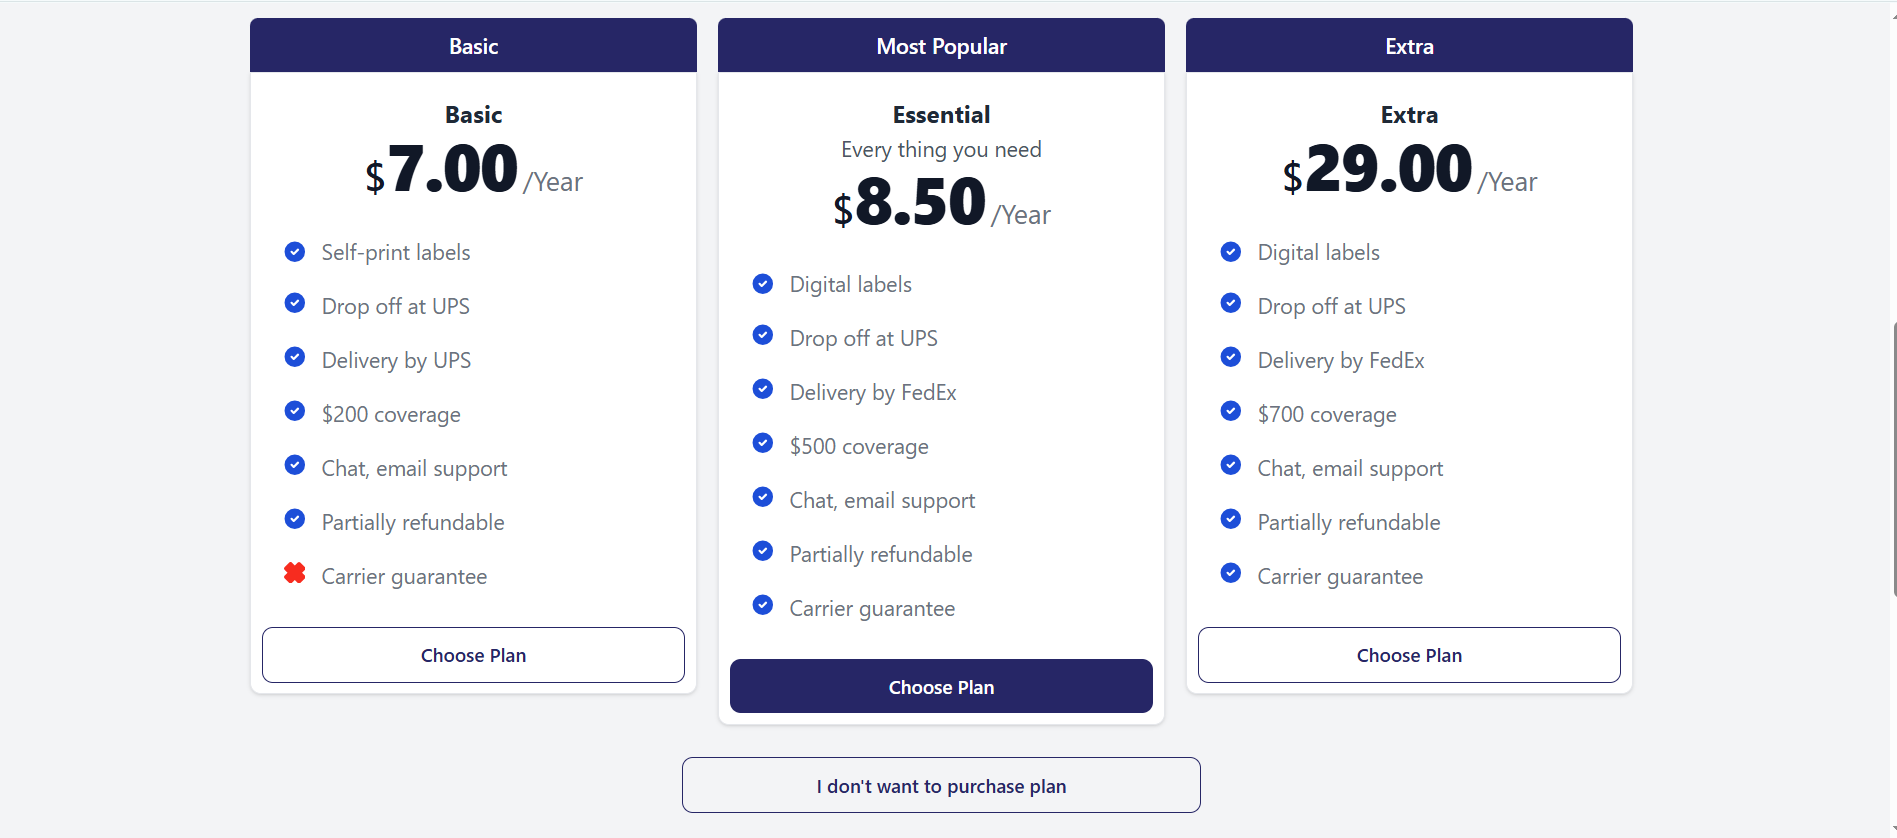 Basic
Basic
$7.00/Year
Self-print labels
Drop off at UPS
Delivery by UPS
$200 coverage
Chat, email support
Partially refundable
Carrier guarantee
Choose Plan
Most Popular
Essential
Every thing you need
$8.50/Year
Digital labels
Drop off at UPS
Delivery by FedEx
$500 coverage
Chat, email support
Partially refundable
Carrier guarantee
Choose Plan
Extra
Extra
$29.00/Year
Digital labels
Drop off at UPS
Delivery by FedEx
$700 coverage
Chat, email support
Partially refundable
Carrier guarantee
Choose Plan
I don't want to purchase plan